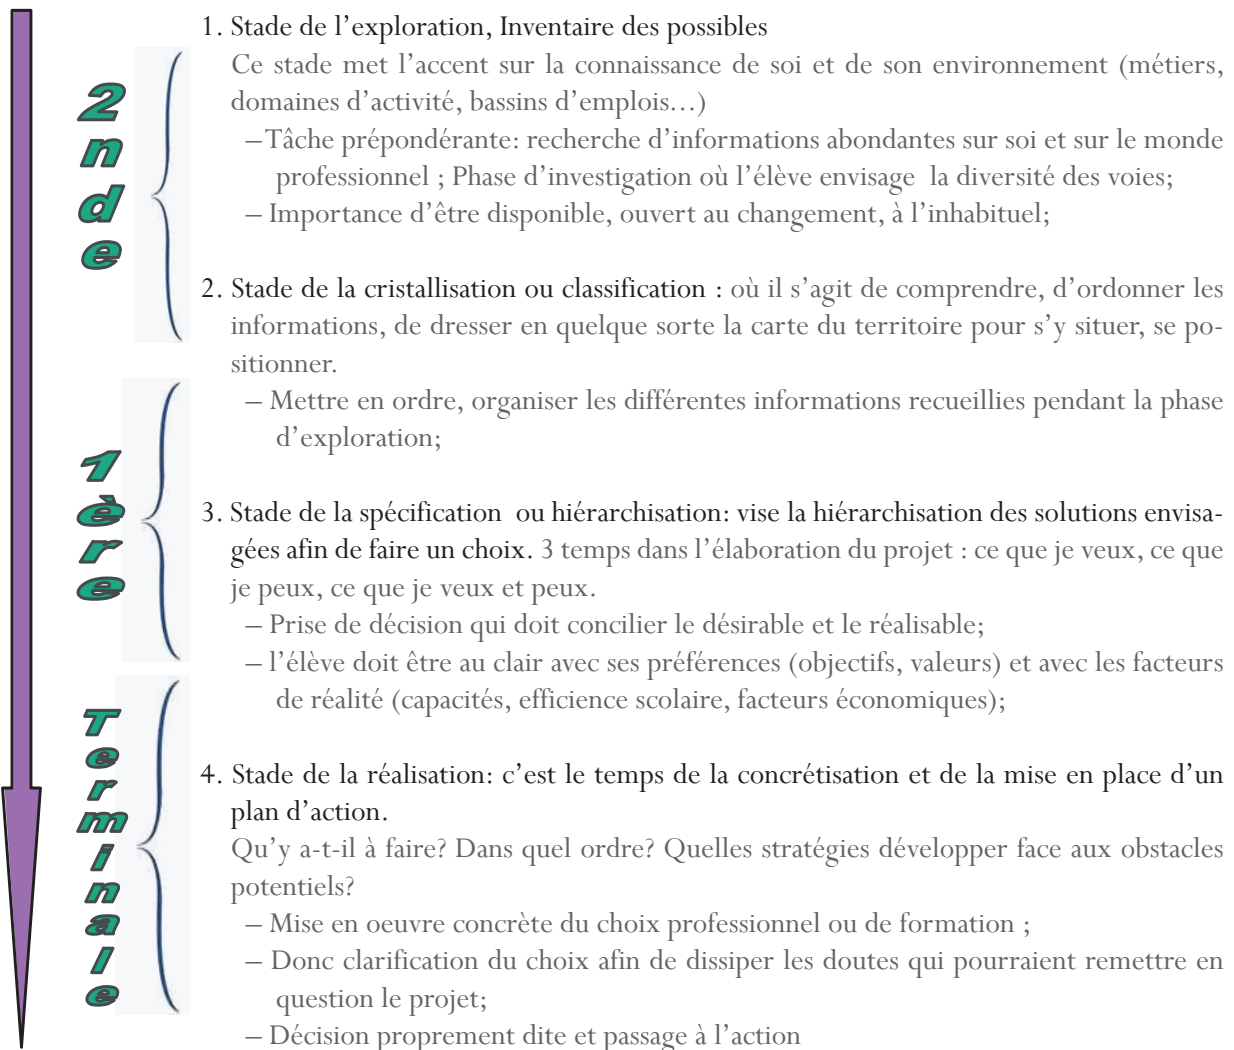 1. Stade de l’exploration, Inventaire des possibles
Ce stade met l’accent sur la connaissance de soi et de son environnement (métiers,
domaines d’activité, bassins d’emplois…)
– Tâche prépondérante: recherche d’informations abondantes sur soi et sur le monde
professionnel ; Phase d’investigation où l’élève envisage la diversité des voies;
– Importance d’être disponible, ouvert au changement, à l’inhabituel;
2nde
2. Stade de la cristallisation ou classification : où il s’agit de comprendre, d’ordonner les
informations, de dresser en quelque sorte la carte du territoire pour s’y situer, se po-
sitionner.
– Mettre en ordre, organiser les différentes informations recueillies pendant la phase
d’exploration;
1ère
3. Stade de la spécification ou hiérarchisation: vise la hiérarchisation des solutions envisa-
gées afin de faire un choix. 3 temps dans l’élaboration du projet : ce que je veux, ce que
je peux, ce que je veux et peux.
– Prise de décision qui doit concilier le désirable et le réalisable;
– l’élève doit être au clair avec ses préférences (objectifs, valeurs) et avec les facteurs
de réalité (capacités, efficience scolaire, facteurs économiques);
Terminale
4. Stade de la réalisation: c’est le temps de la concrétisation et de la mise en place d’un
plan d’action.
Qu’y a-t-il à faire? Dans quel ordre? Quelles stratégies développer face aux obstacles
potentiels?
– Mise en oeuvre concrète du choix professionnel ou de formation ;
– Donc clarification du choix afin de dissiper les doutes qui pourraient remettre en
question le projet;
– Décision proprement dite et passage à l’action